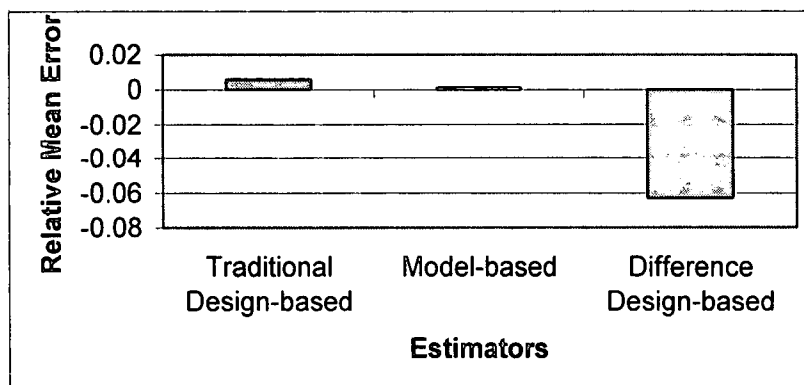 Relative Mean Error
0.02
0
-0.02
-0.04
-0.06
-0.08
Traditional Design-based
Model-based
Difference Design-based
Estimators